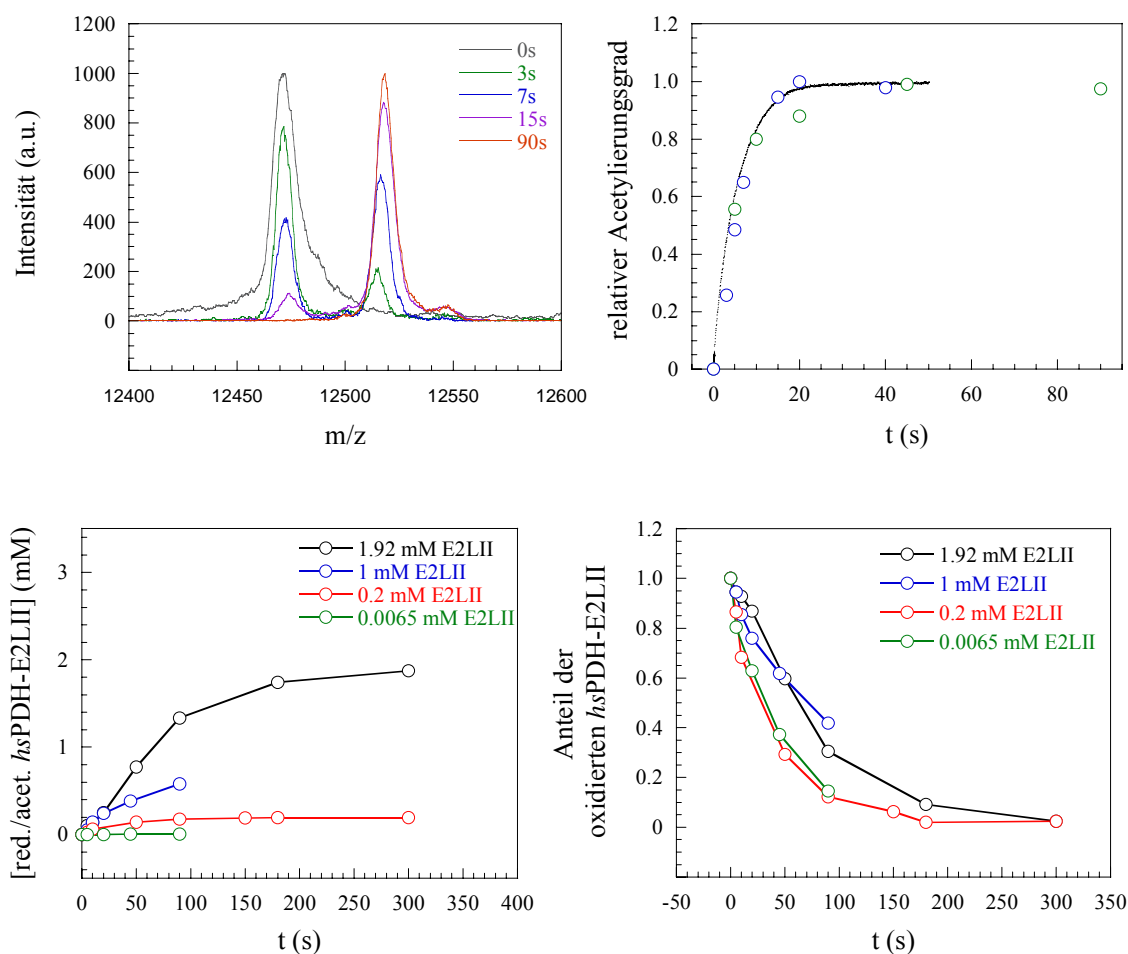 1200
1000
800
600
400
200
0
12400
12450
12500
12550
12600
Intensität (a.u.)
m/z
0s
3s
7s
15s
90s
1.2
1.0
0.8
0.6
0.4
0.2
0
0
20
40
60
80
relativer Acetylierungsgrad
t (s)
3
2
1
0
0
50
100
150
200
250
300
350
400
[red./acet. hsPDH-E2LII] (mM)
t (s)
1.92 mM E2LII
1 mM E2LII
0.2 mM E2LII
0.0065 mM E2LII
1.2
1.0
0.8
0.6
0.4
0.2
0
-50
0
50
100
150
200
250
300
350
Anteil der
oxidierten hsPDH-E2LII
t (s)
1.92 mM E2LII
1 mM E2LII
0.2 mM E2LII
0.0065 mM E2LII